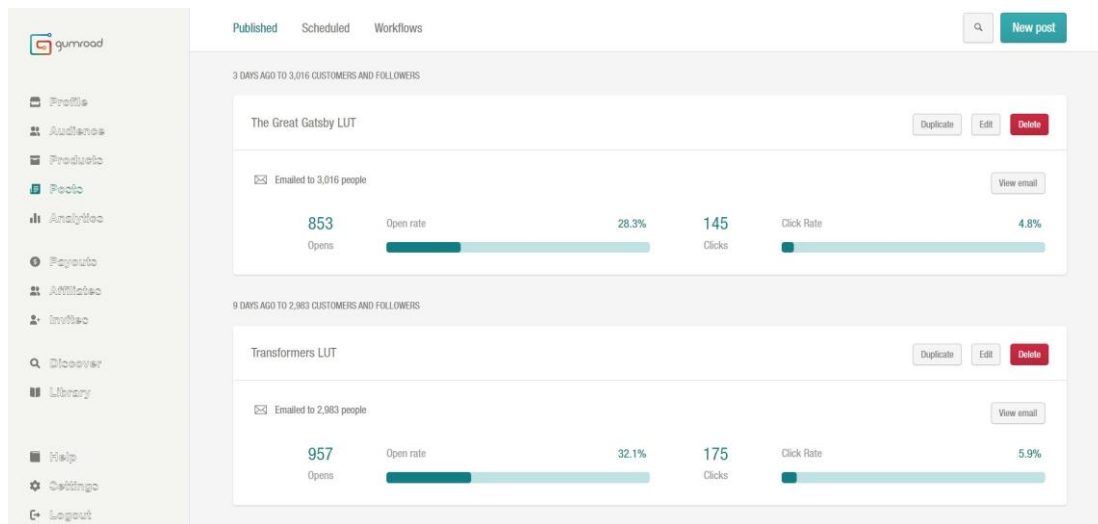 gumroad
Profile
Audience
Products
Posts
Analytics
Payouts
Affiliates
Invites
Discover
Library
Help
Settings
Logout
Published Scheduled Workflows
New post
3 DAYS AGO TO 3,016 CUSTOMERS AND FOLLOWERS
The Great Gatsby LUT Duplicate Edit Delete
Emailed to 3,016 people View email
853 Open rate 28.3% 145 Click Rate 4.8%
Opens Clicks
9 DAYS AGO TO 2,983 CUSTOMERS AND FOLLOWERS
Transformers LUT Duplicate Edit Delete
Emailed to 2,983 people View email
957 Open rate 32.1% 175 Click Rate 5.9%
Opens Clicks